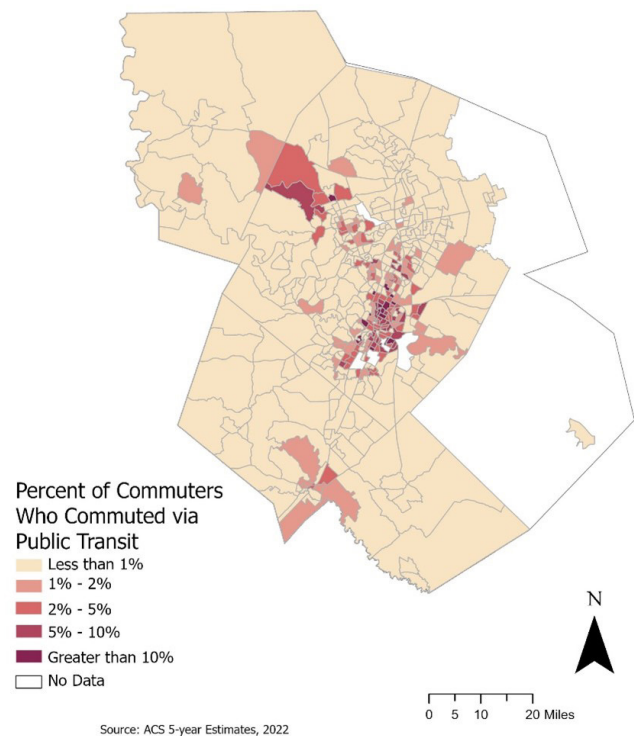 Percent of Commuters
Who Commuted via
Public Transit
Less than 1%
1% - 2%
2% - 5%
5% - 10%
Greater than 10%
No Data
N
0 5 10 20 Miles
Source: ACS 5-year Estimates, 2022